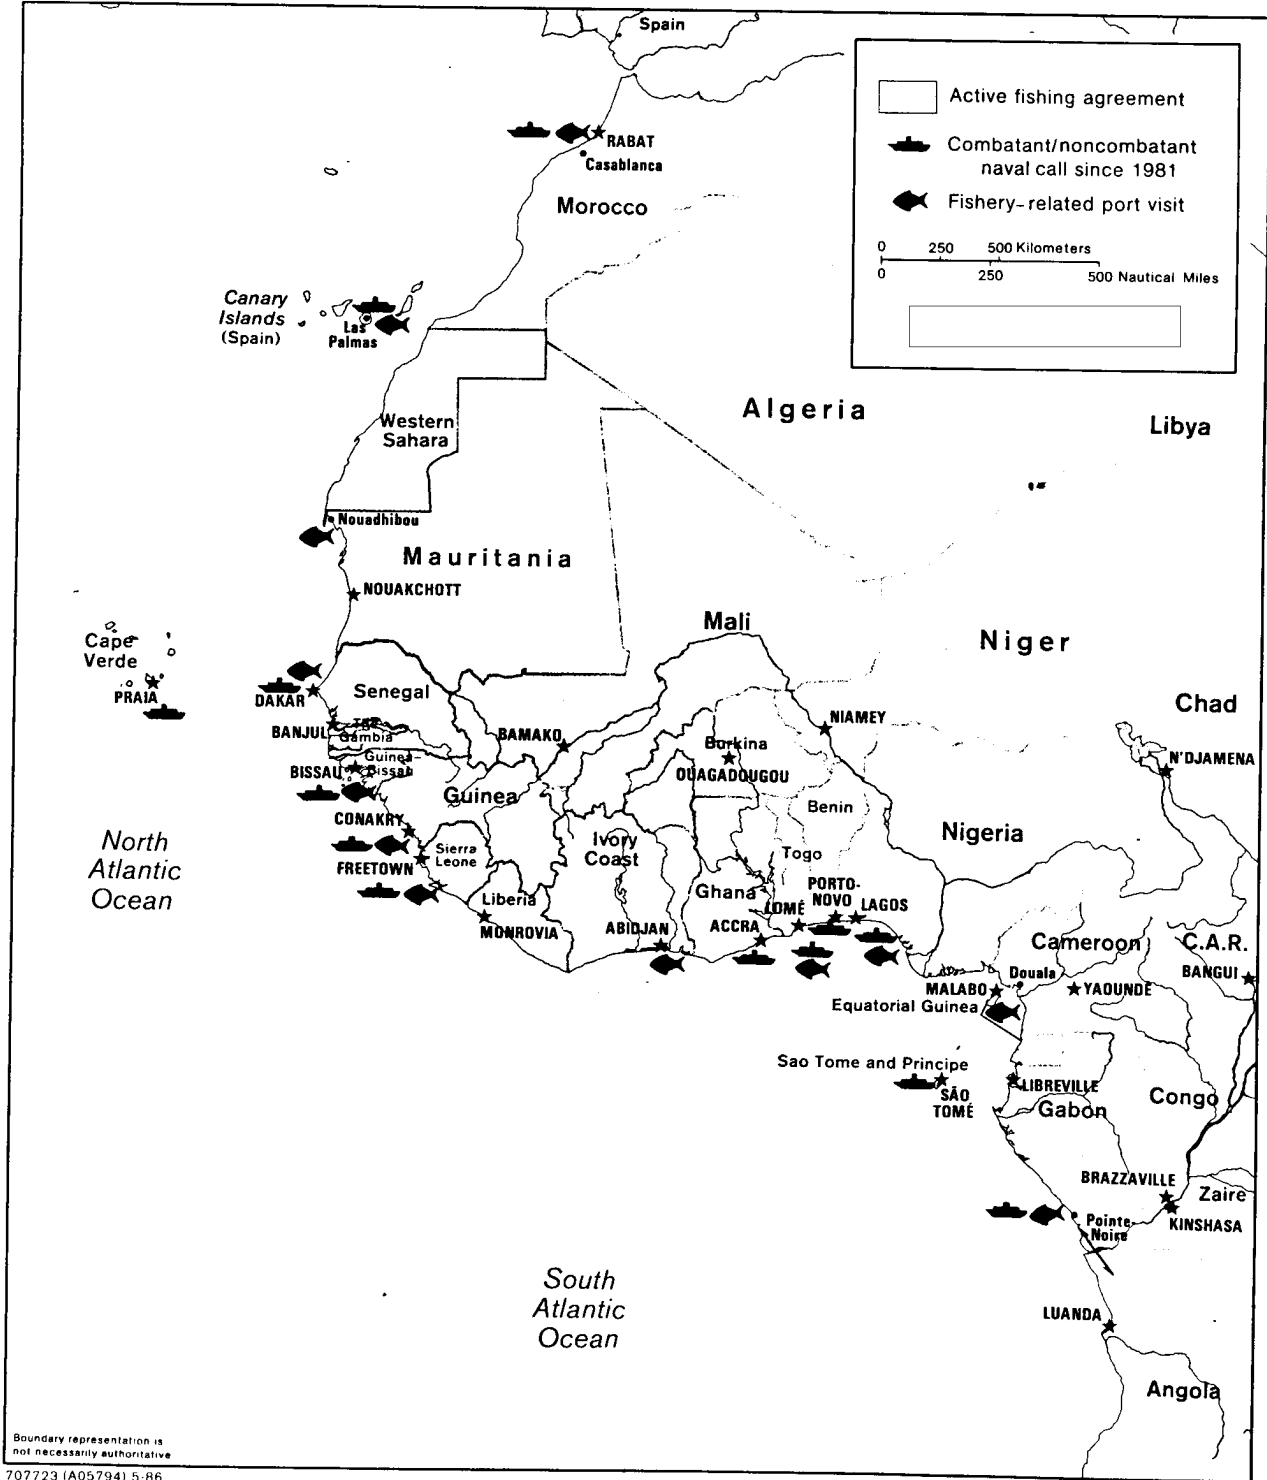 Spain
Active fishing agreement
Combatant/noncombatant
naval call since 1981
Fishery-related port visit
0 250 500 Kilometers
0 250 500 Nautical Miles
RABAT
Casablanca
Morocco
Canary
Islands
(Spain)
Las
Palmas
Algeria
Libya
Western
Sahara
Nouadhibou
Mauritania
NOUAKCHOTT
Mali
Niger
Cape
Verde
PRAIA
DAKAR
Senegal
Chad
BANJUL
The
Gambia
BAMAKO
NIAMEY
Burkina
OUAGADOUGOU
N'DJAMENA
Guinea-
Bissau
BISSAU
Guinea
Benin
CONAKRY
Nigeria
North
Atlantic
Ocean
Sierra
Leone
FREETOWN
Ivory
Coast
Togo
Ghana
PORTO-
NOVO
LAGOS
LOMÉ
Liberia
MONROVIA
ABIDJAN
ACCRA
Cameroon
C.A.R.
BANGUI
Douala
MALABO
YAOUNDE
Equatorial Guinea
Sao Tome and Principe
SÃO
TOMÉ
LIBREVILLE
Gabon
Congo
BRAZZAVILLE
Zaire
KINSHASA
Pointe-
Noire
South
Atlantic
Ocean
LUANDA
Angola
Boundary representation is
not necessarily authoritative
707723 (A05794) 5-86